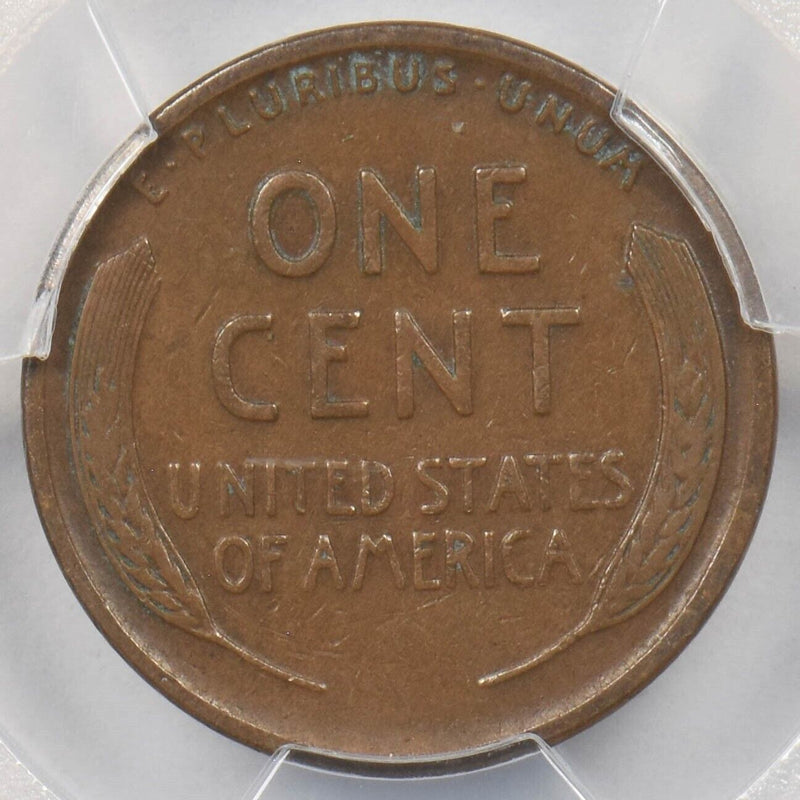 E·PLURIBUS·UNUM
ONE
CENT
UNITED STATES
OF AMERICA